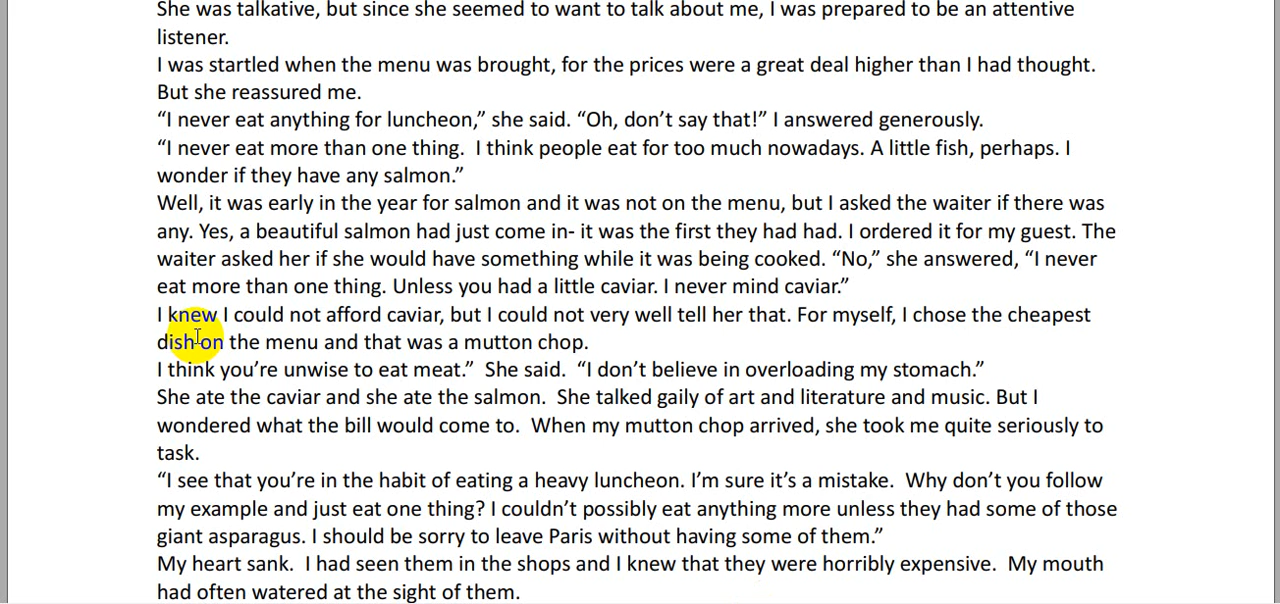 She was talkative, but since she seemed to want to talk about me, I was prepared to be an attentive
listener.
I was startled when the menu was brought, for the prices were a great deal higher than I had thought.
But she reassured me.
“I never eat anything for luncheon,” she said. “Oh, don’t say that!” I answered generously.
“I never eat more than one thing.  I think people eat for too much nowadays. A little fish, perhaps. I
wonder if they have any salmon.”
Well, it was early in the year for salmon and it was not on the menu, but I asked the waiter if there was
any. Yes, a beautiful salmon had just come in- it was the first they had had. I ordered it for my guest. The
waiter asked her if she would have something while it was being cooked. “No,” she answered, “I never
eat more than one thing. Unless you had a little caviar. I never mind caviar.”
I knew I could not afford caviar, but I could not very well tell her that. For myself, I chose the cheapest
dish on the menu and that was a mutton chop.
I think you’re unwise to eat meat.”  She said.  “I don’t believe in overloading my stomach.”
She ate the caviar and she ate the salmon.  She talked gaily of art and literature and music. But I
wondered what the bill would come to.  When my mutton chop arrived, she took me quite seriously to
task.
“I see that you’re in the habit of eating a heavy luncheon. I’m sure it’s a mistake.  Why don’t you follow
my example and just eat one thing? I couldn’t possibly eat anything more unless they had some of those
giant asparagus. I should be sorry to leave Paris without having some of them.”
My heart sank.  I had seen them in the shops and I knew that they were horribly expensive.  My mouth
had often watered at the sight of them.